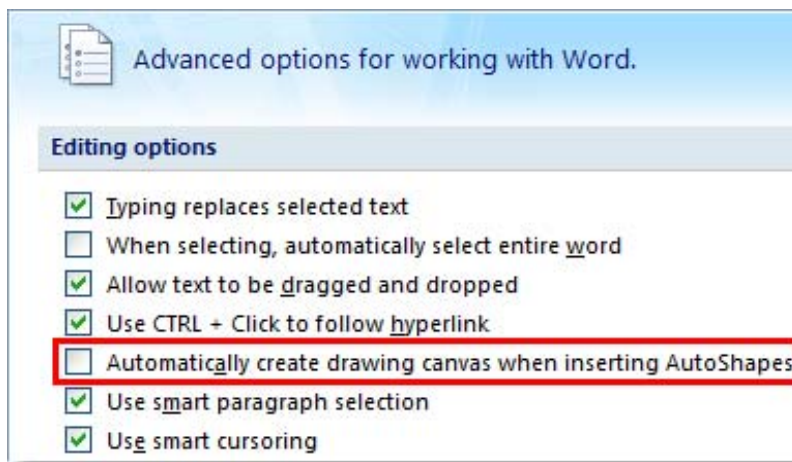 Advanced options for working with Word.
Editing options
Typing replaces selected text
When selecting, automatically select entire word
Allow text to be dragged and dropped
Use CTRL + Click to follow hyperlink
Automatically create drawing canvas when inserting AutoShapes
Use smart paragraph selection
Use smart cursoring